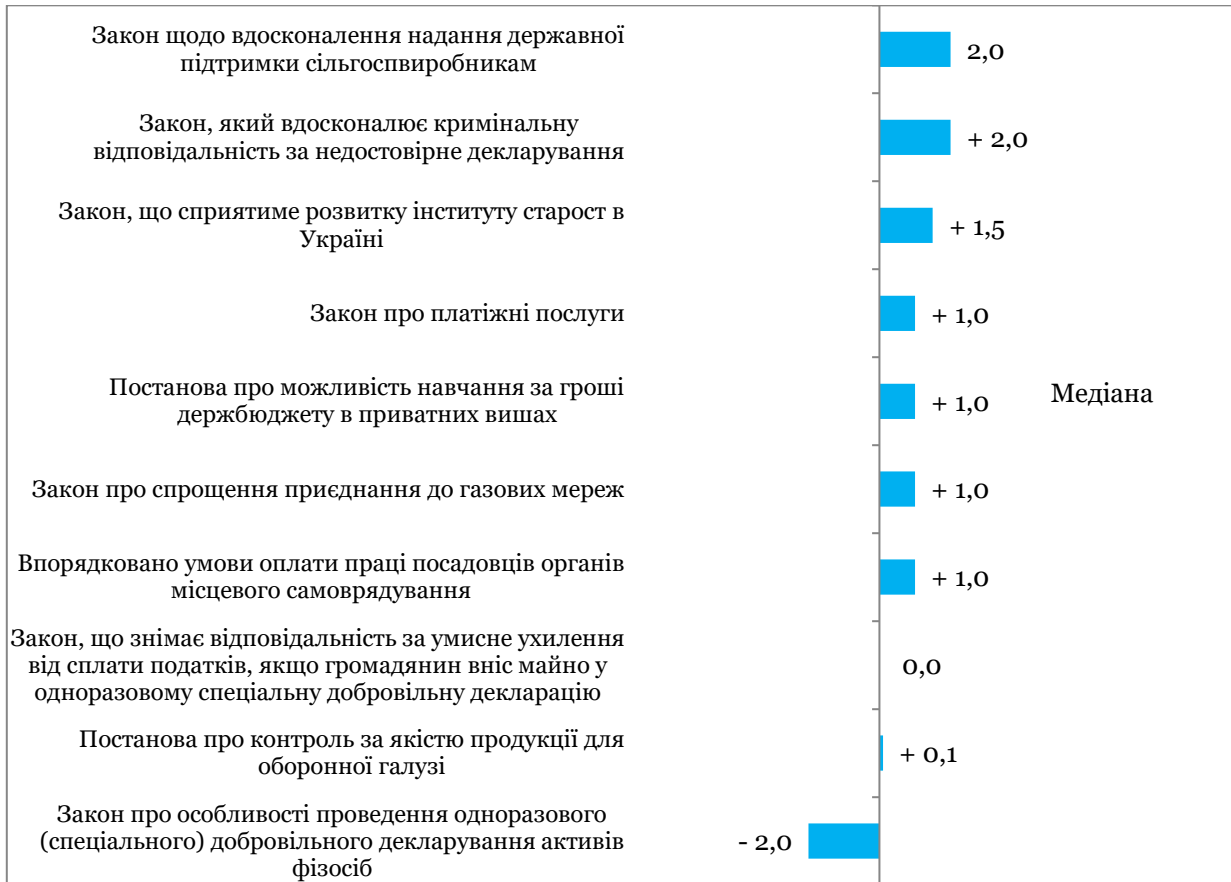 Закон щодо вдосконалення надання державної
підтримки сільгоспвиробникам
2,0
Закон, який вдосконалює кримінальну
відповідальність за недостовірне декларування
+ 2,0
Закон, що сприятиме розвитку інституту старост в
Україні
+ 1,5
Закон про платіжні послуги
+ 1,0
Постанова про можливість навчання за гроші
держбюджету в приватних вишах
+ 1,0
Медіана
Закон про спрощення приєднання до газових мереж
+ 1,0
Впорядковано умови оплати праці посадовців органів
місцевого самоврядування
+ 1,0
Закон, що знімає відповідальність за умисне ухилення
від сплати податків, якщо громадянин вніс майно у
одноразовому спеціальну добровільну декларацію
0,0
Постанова про контроль за якістю продукції для
оборонної галузі
+ 0,1
Закон про особливості проведення одноразового
(спеціального) добровільного декларування активів
фізосіб
- 2,0